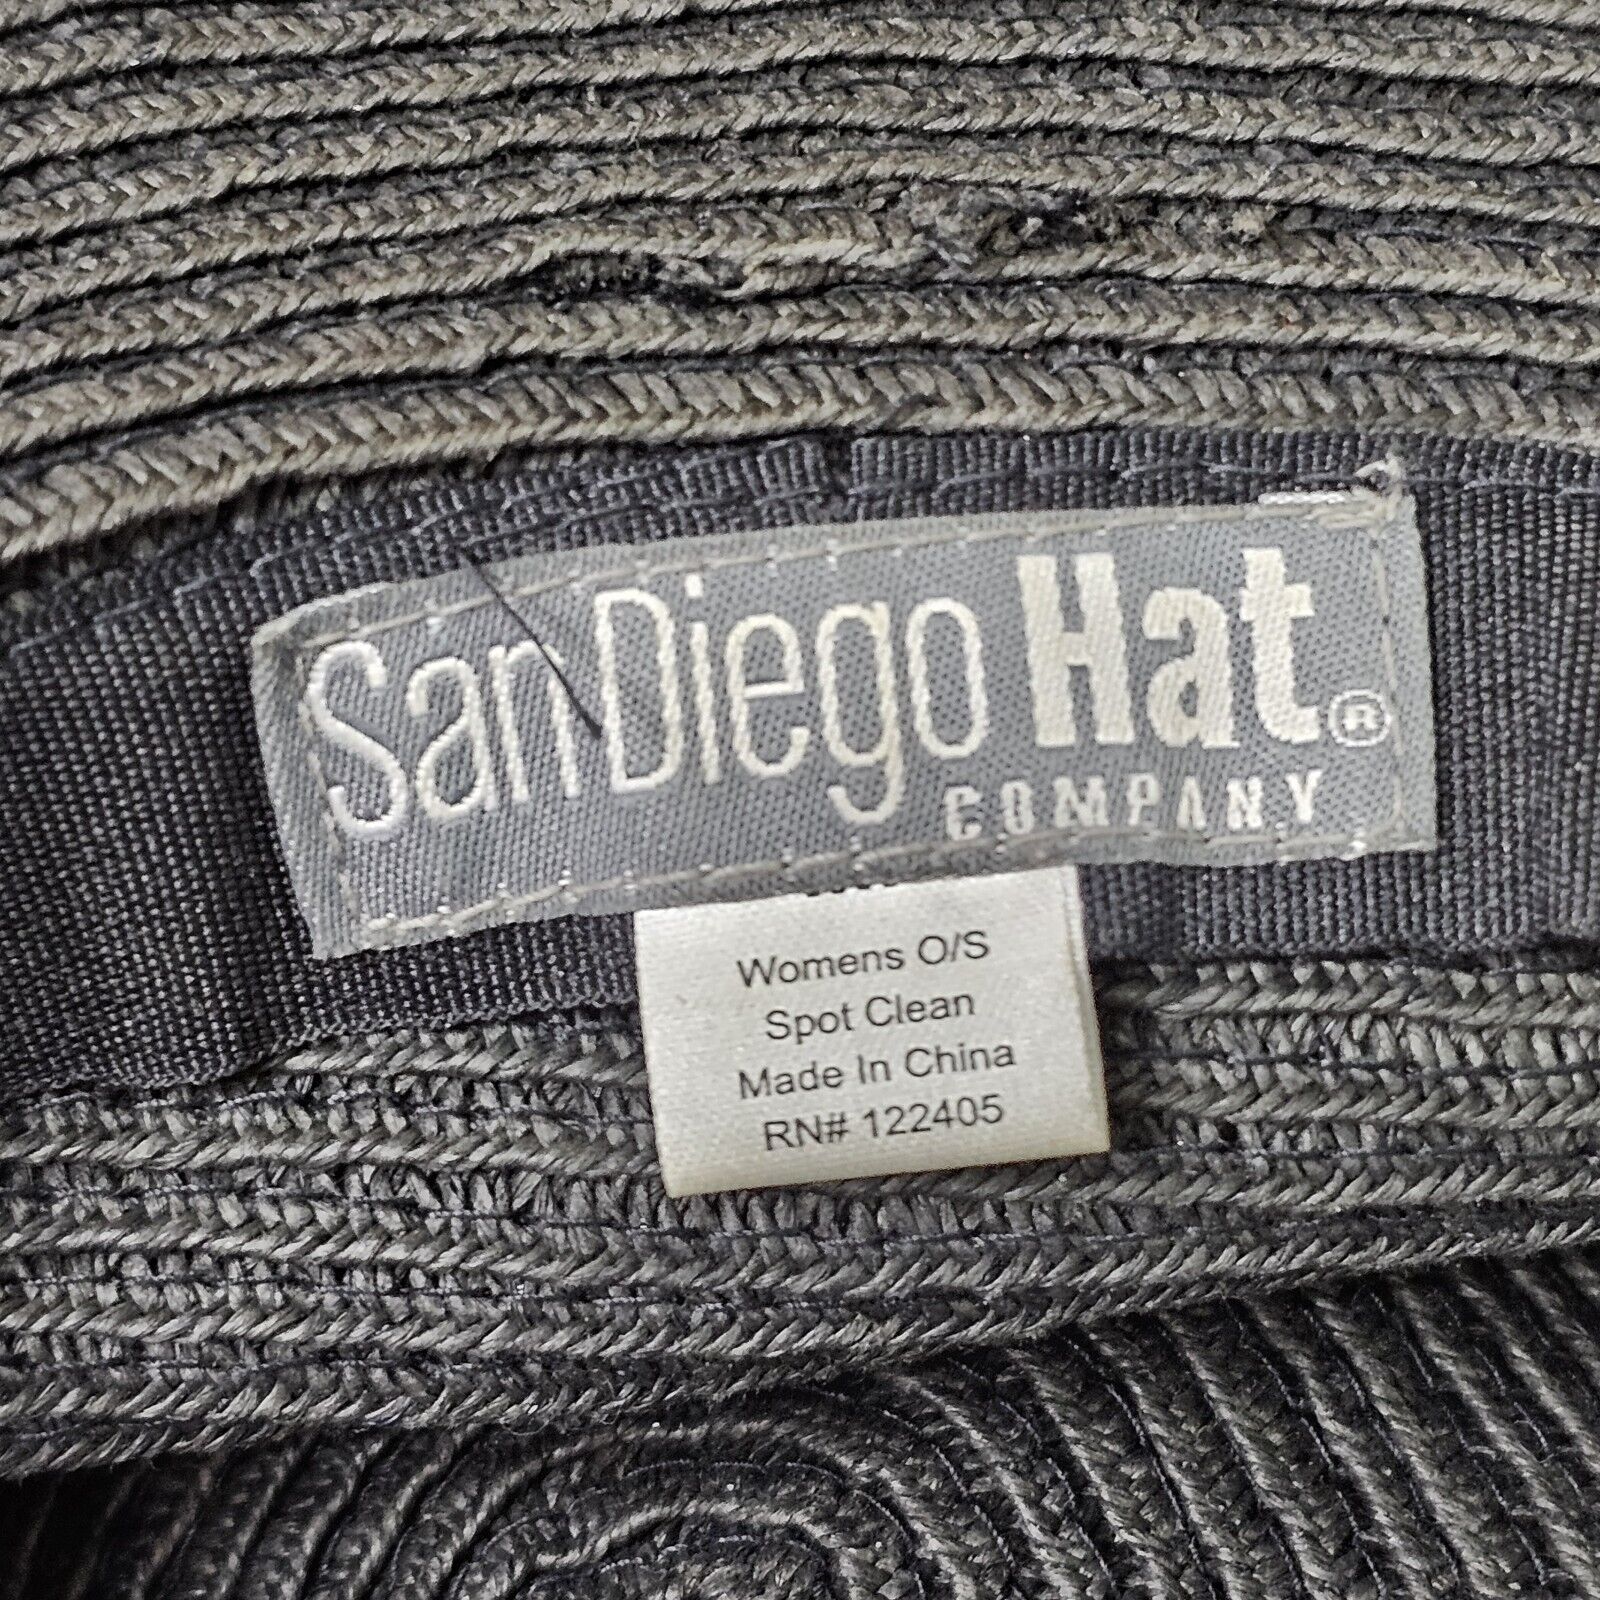 San Diego Hat®
COMPANY
Womens O/S
Spot Clean
Made In China
RN# 122405